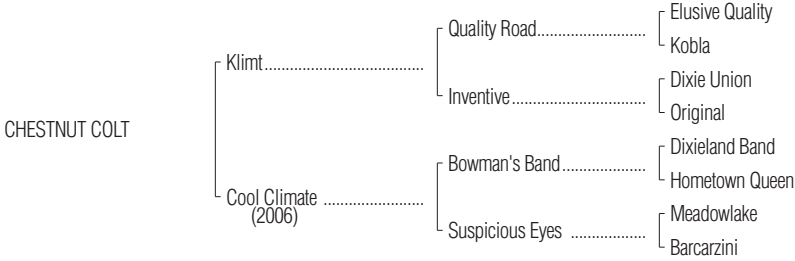 Elusive Quality
Quality Road
Kobla
Klimt
Dixie Union
Inventive
Original
CHESTNUT COLT
Dixieland Band
Bowman's Band
Hometown Queen
Cool Climate
(2006)
Meadowlake
Suspicious Eyes
Barcarzini